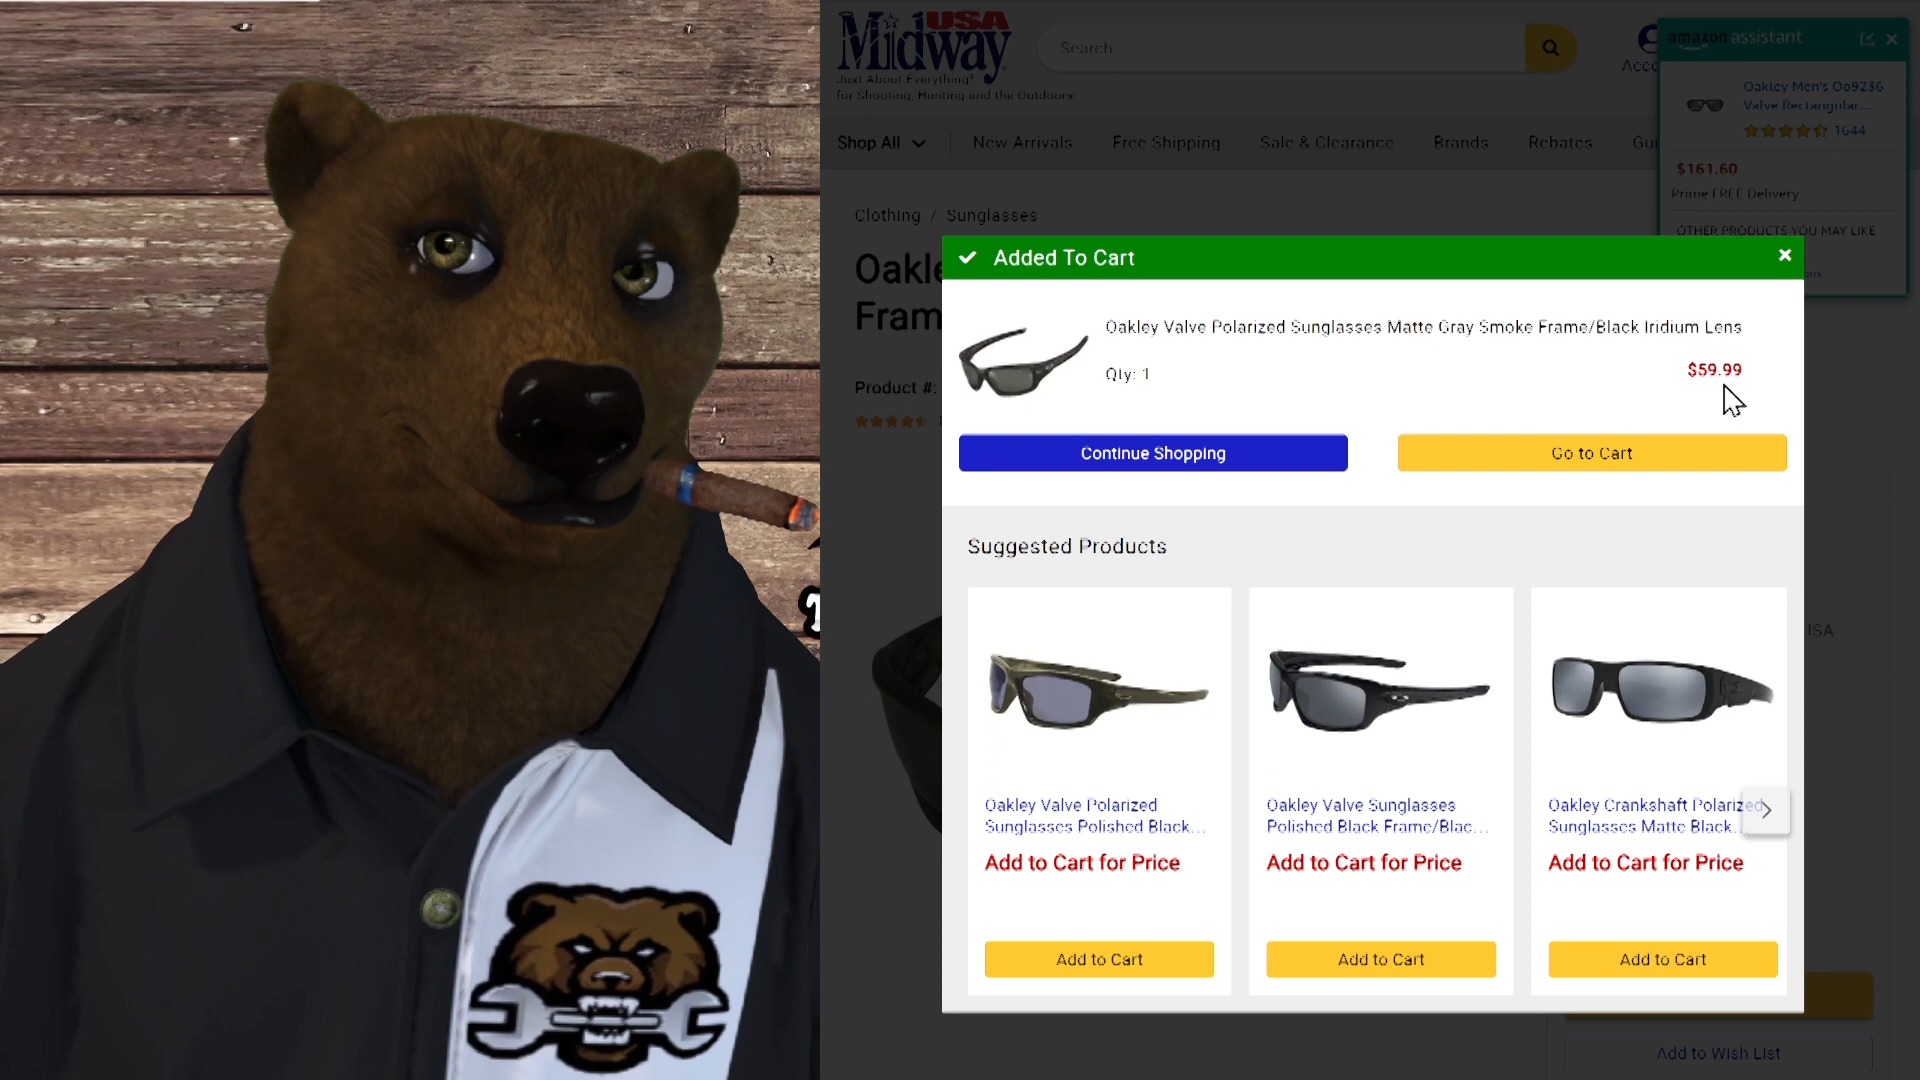 Midway USA
Just About Everything®
for Shooting, Hunting and the Outdoors
Search
amazon assistant
Oakley Men's Oo9236
Valve Rectangular...
1644
$161.60
Prime FREE Delivery
OTHER PRODUCTS YOU MAY LIKE
Shop All
New Arrivals
Free Shipping
Sale & Clearance
Brands
Rebates
Clothing / Sunglasses
Product #:
Added To Cart
Oakley Valve Polarized Sunglasses Matte Gray Smoke Frame/Black Iridium Lens
Qty: 1
$59.99
Continue Shopping
Go to Cart
Suggested Products
Oakley Valve Polarized
Sunglasses Polished Black...
Add to Cart for Price
Add to Cart
Oakley Valve Sunglasses
Polished Black Frame/Blac...
Add to Cart for Price
Add to Cart
Oakley Crankshaft Polarized
Sunglasses Matte Black...
Add to Cart for Price
Add to Cart
Add to Wish List